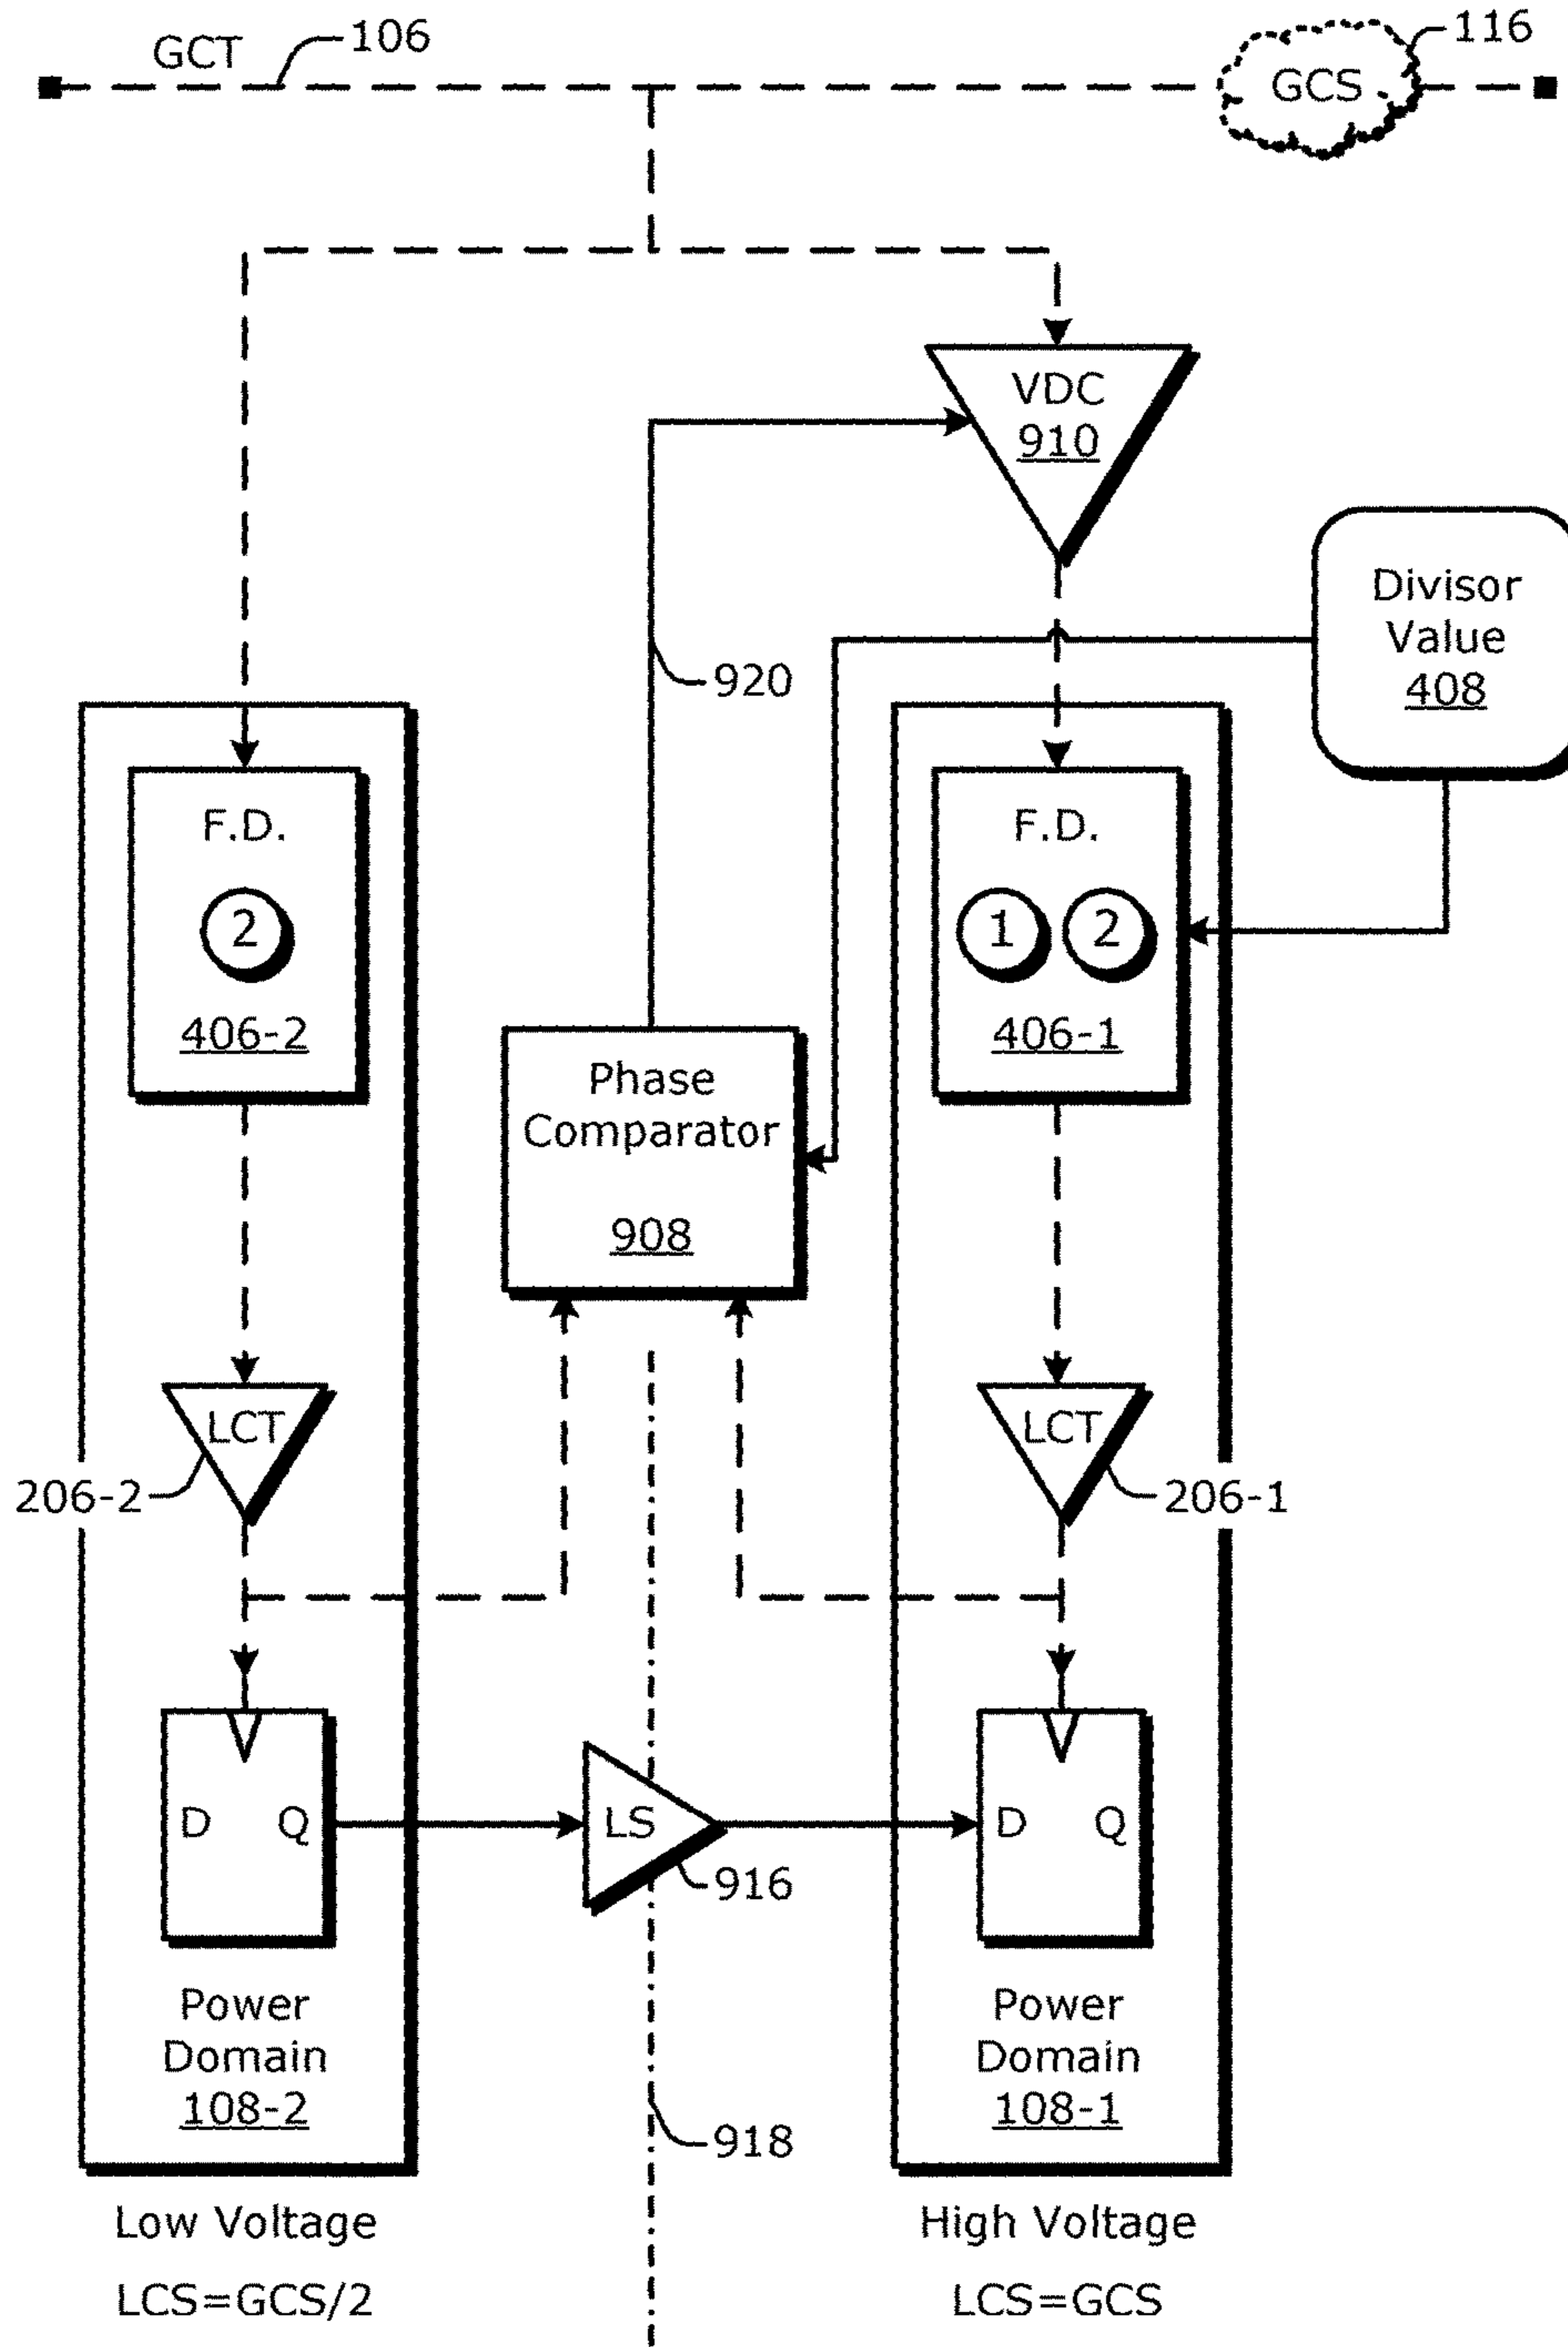 GCT
106
GCS
116
VDC
910
Divisor
Value
408
920
F.D.
2
406-2
F.D.
1 2
406-1
Phase
Comparator
908
LCT
206-2
LCT
206-1
D Q
LS
916
D Q
Power
Domain
108-2
Power
Domain
108-1
918
Low Voltage
LCS=GCS/2
High Voltage
LCS=GCS